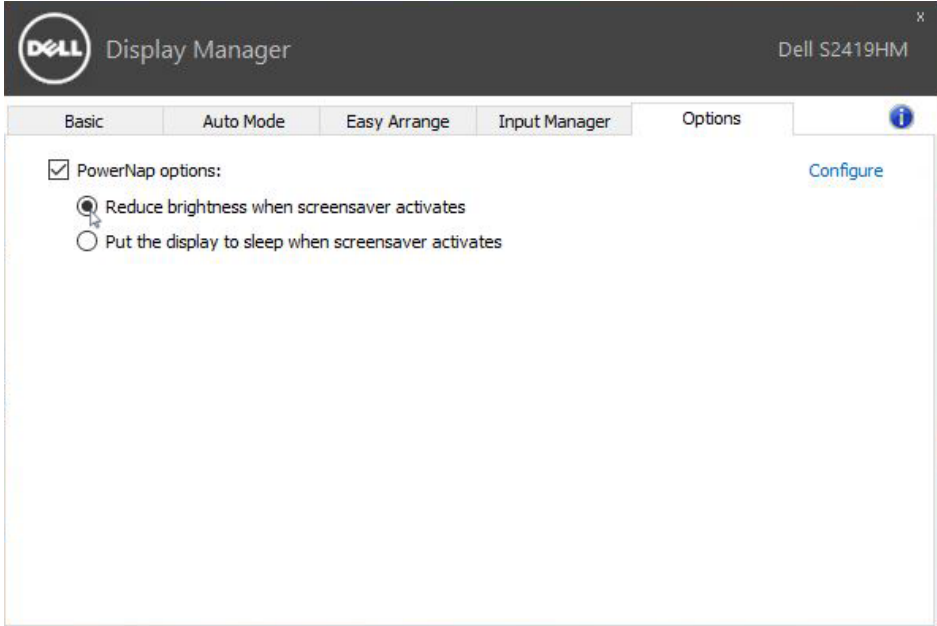 x
DELL Display Manager Dell S2419HM
Basic Auto Mode Easy Arrange Input Manager Options i
PowerNap options: Configure
Reduce brightness when screensaver activates
Put the display to sleep when screensaver activates